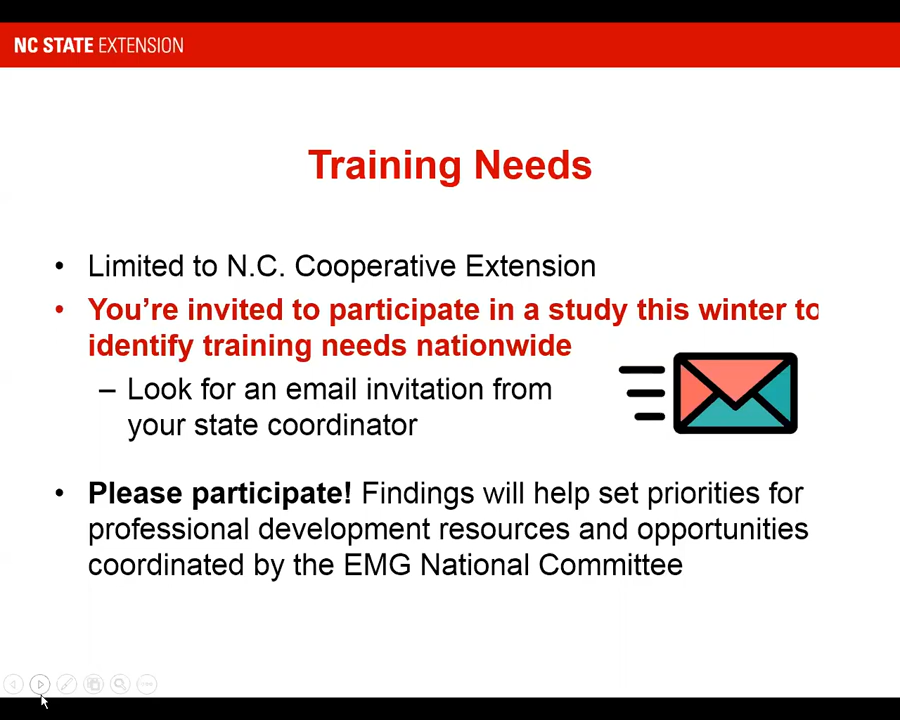 NC STATE EXTENSION
Training Needs
• Limited to N.C. Cooperative Extension
• You’re invited to participate in a study this winter to
identify training needs nationwide
– Look for an email invitation from
your state coordinator
• Please participate! Findings will help set priorities for
professional development resources and opportunities
coordinated by the EMG National Committee